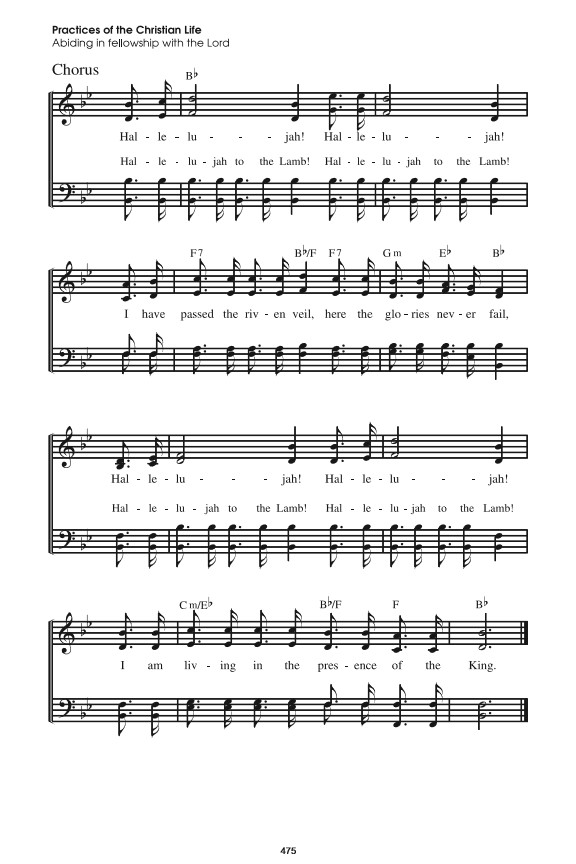 Practices of the Christian Life
Abiding in fellowship with the Lord
Chorus
B♭
Hal - le - lu - - - jah! Hal - le - lu - - - jah!
Hal - le - lu - jah to the Lamb! Hal - le - lu - jah to the Lamb!
F7 B♭/F F7 Gm E♭ B♭
I have passed the riv - en veil, here the glo - ries nev - er fail,
Hal - le - lu - - - jah! Hal - le - lu - - - jah!
Hal - le - lu - jah to the Lamb! Hal - le - lu - jah to the Lamb!
Cm/E♭ B♭/F F B♭
I am liv - ing in the pres - ence of the King.
475